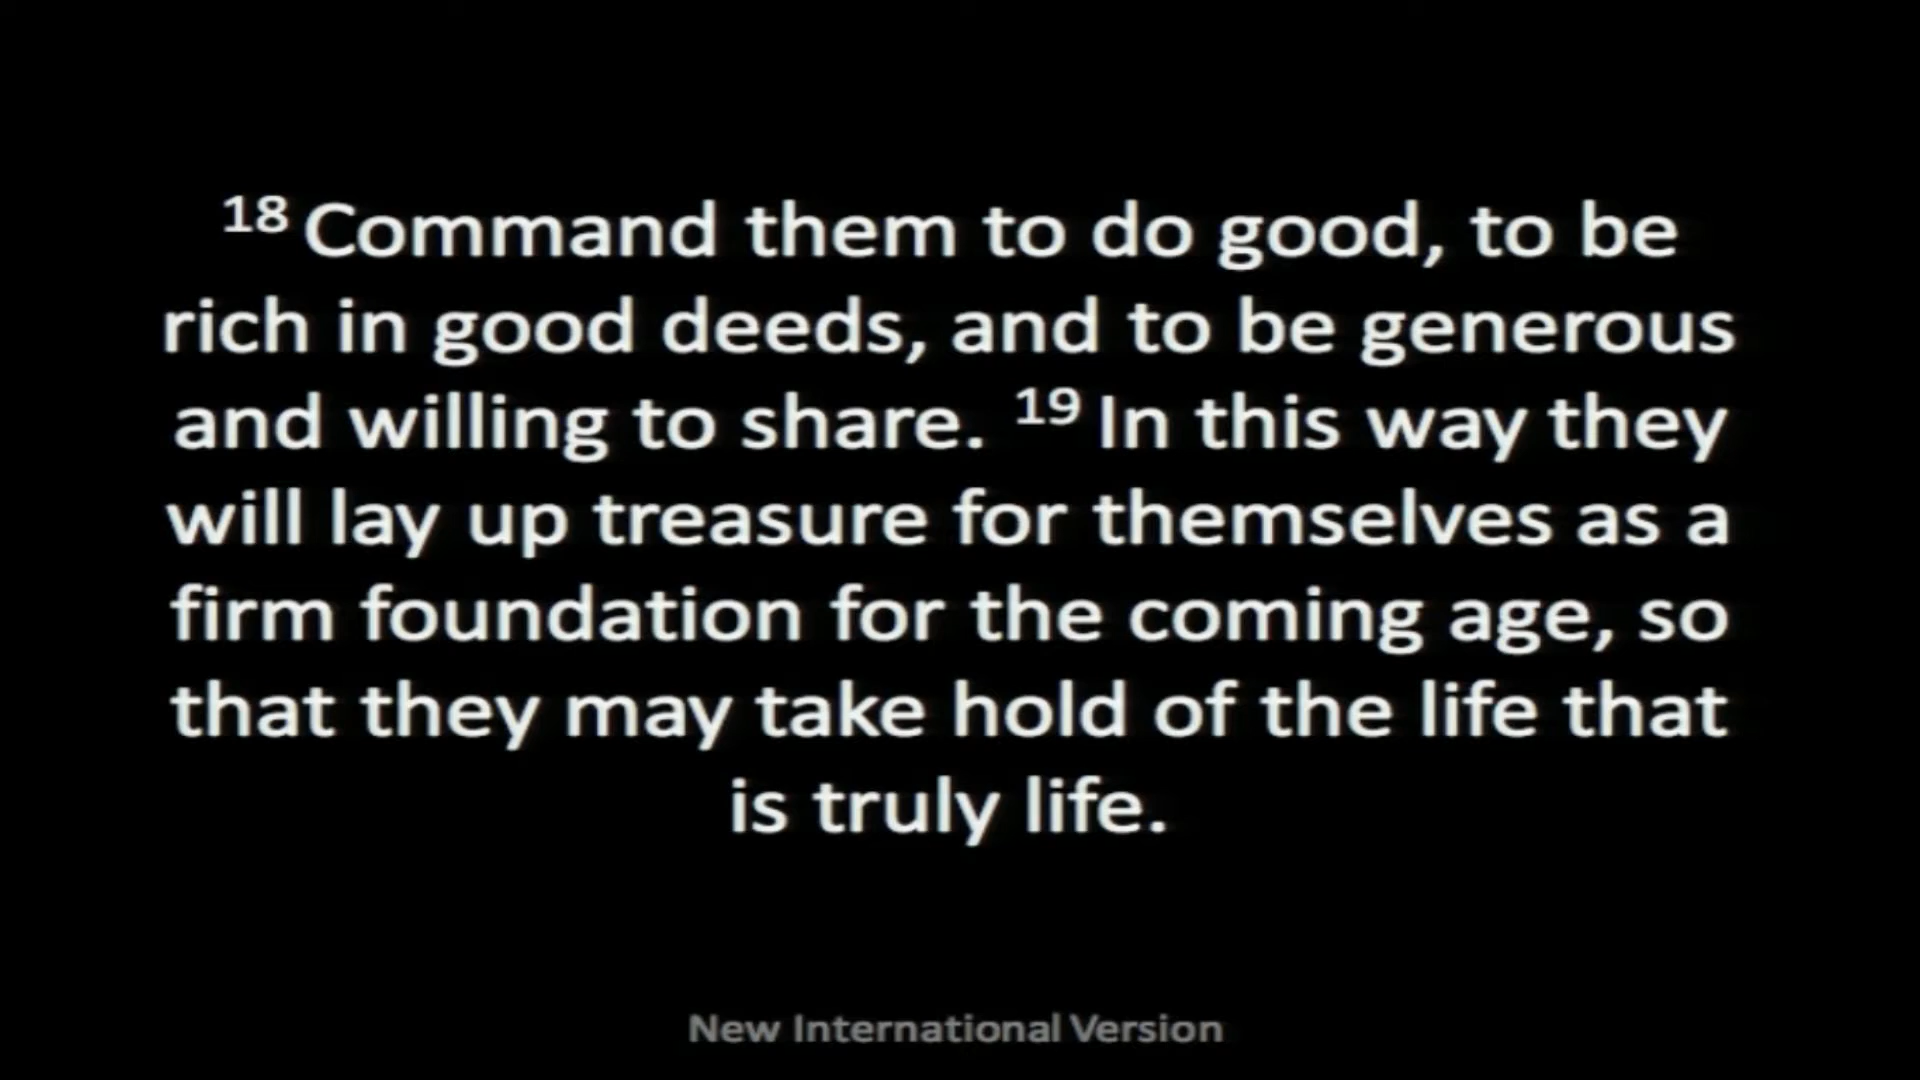 18 Command them to do good, to be
rich in good deeds, and to be generous
and willing to share. 19 In this way they
will lay up treasure for themselves as a
firm foundation for the coming age, so
that they may take hold of the life that
is truly life.
New International Version